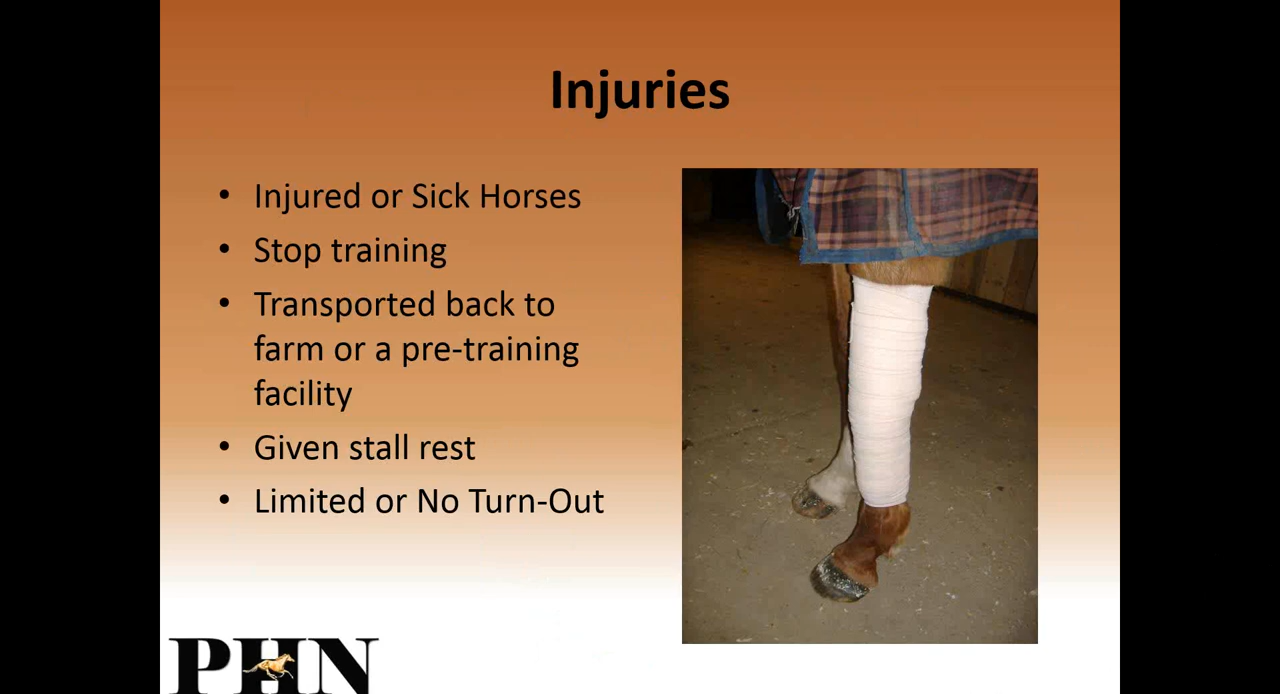 Injuries
• Injured or Sick Horses
• Stop training
• Transported back to
farm or a pre-training
facility
• Given stall rest
• Limited or No Turn-Out
PHN